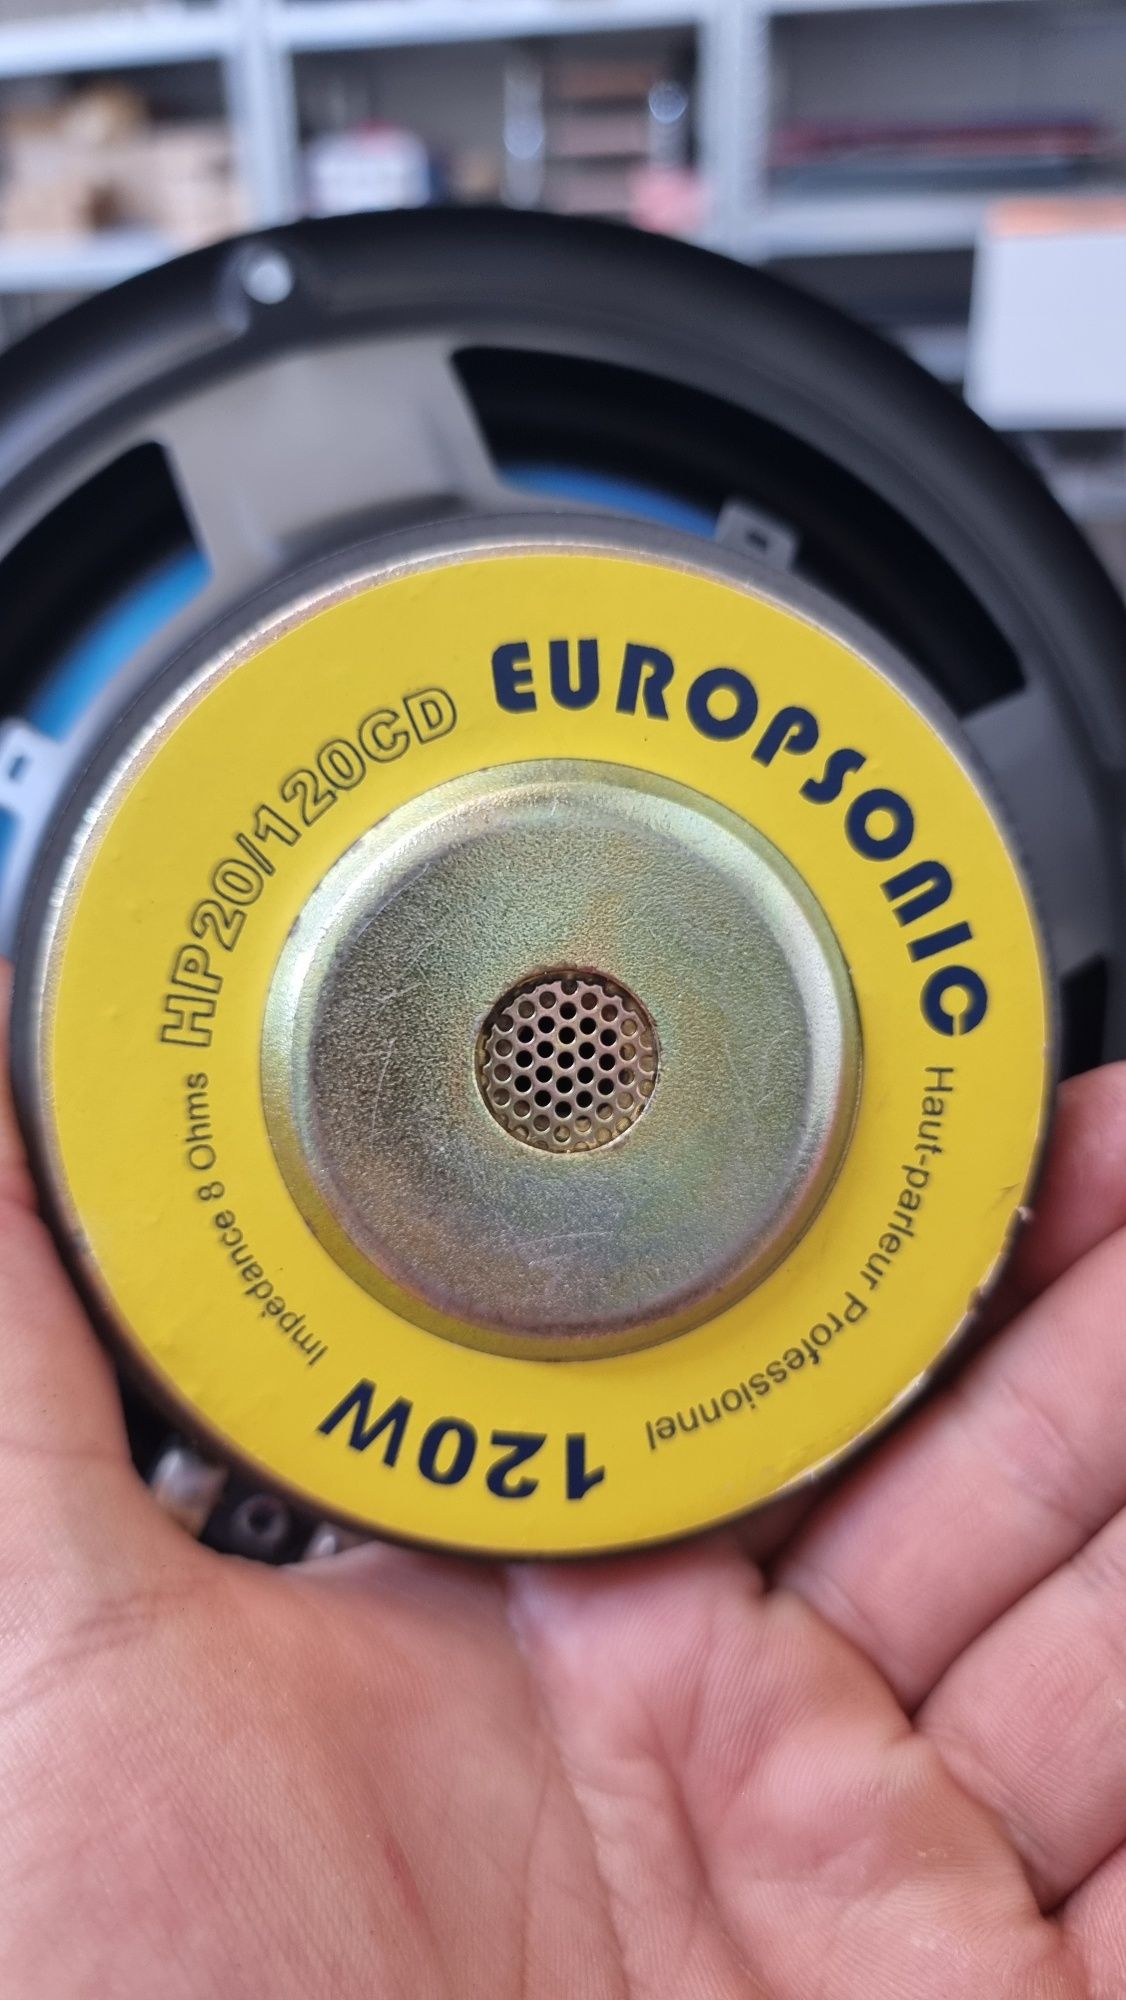 EUROPSONIC
Haut-parleur Professionnel
120W
Impédance 8 Ohms
HP20/120CD